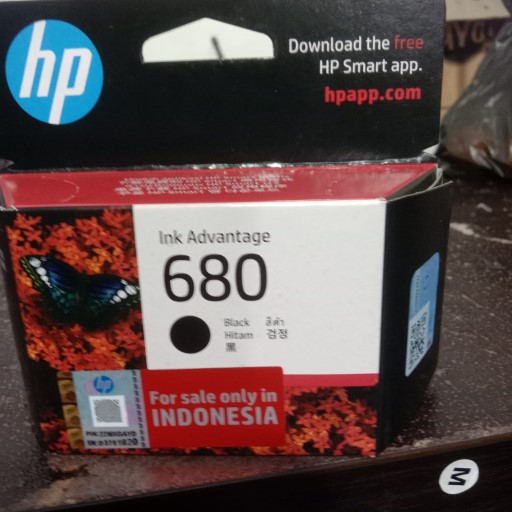 hp
Download the free
HP Smart app.
hpapp.com
Ink Advantage
680
Black
Hitam
黑
สีดำ
검정
hp
For sale only in
INDONESIA
M